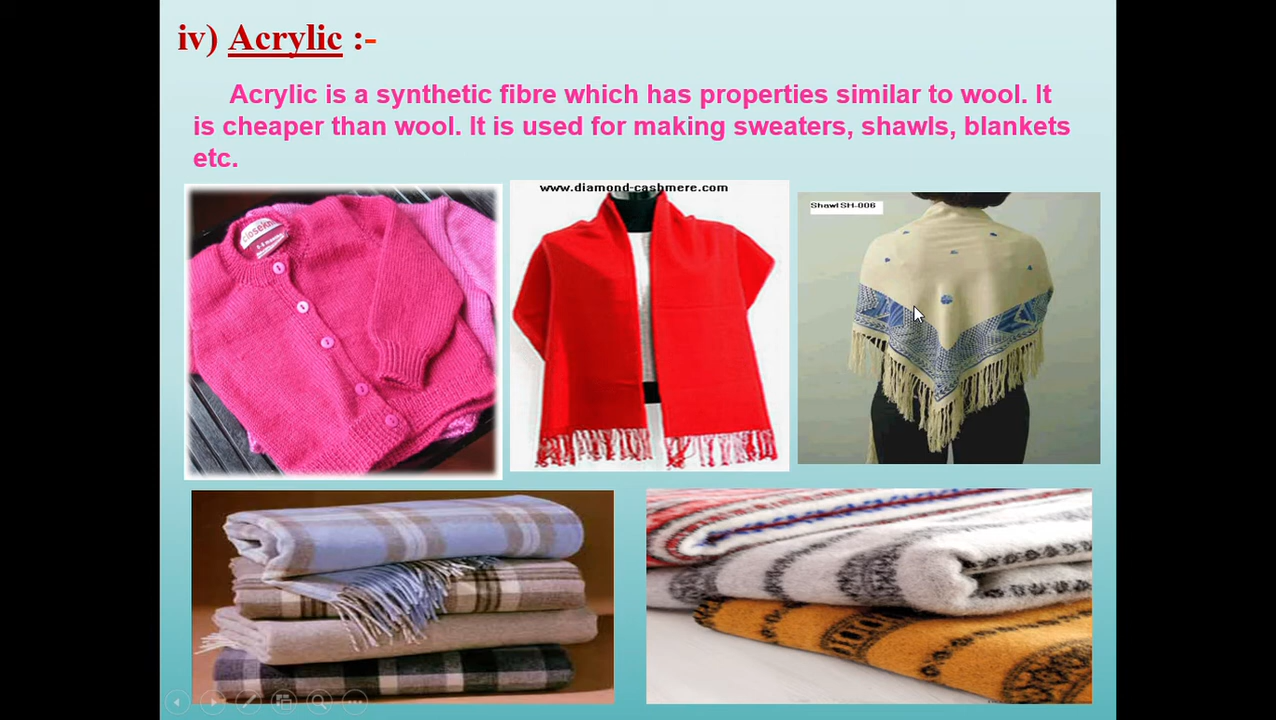 iv) Acrylic :-
Acrylic is a synthetic fibre which has properties similar to wool. It
is cheaper than wool. It is used for making sweaters, shawls, blankets
etc.
www.diamond-cashmere.com
Shawl SH-006